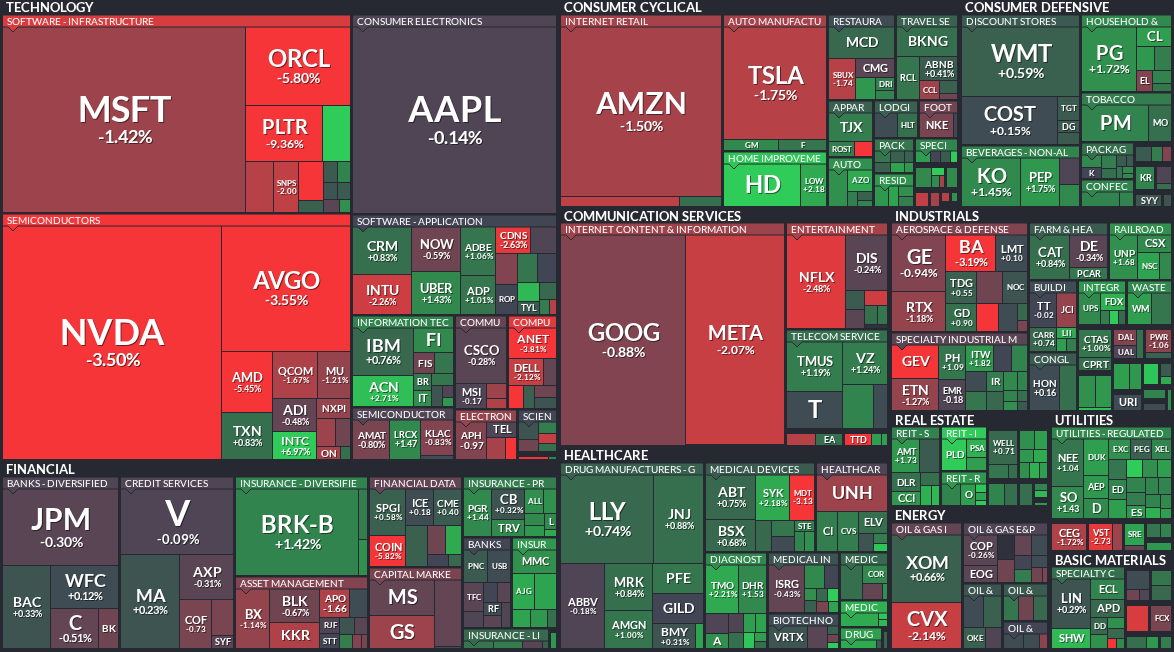 TECHNOLOGY
SOFTWARE - INFRASTRUCTURE
MSFT
-1.42%
ORCL
-5.80%
PLTR
-9.36%
SNPS
-2.00
CONSUMER ELECTRONICS
AAPL
-0.14%
SEMICONDUCTORS
NVDA
-3.50%
AVGO
-3.55%
AMD
-5.45%
QCOM
-1.67%
MU
-1.21%
ADI
-0.48%
NXPI
TXN
+0.83%
INTC
+6.97%
ON
SOFTWARE - APPLICATION
CRM
+0.83%
NOW
-0.59%
ADBE
+1.06%
CDNS
-2.63%
INTU
-2.26%
UBER
+1.43%
ADP
+1.01%
ROP
TYL
INFORMATION TEC
IBM
+0.76%
FI
FIS
ACN
+2.71%
BR
IT
COMMU
CSCO
-0.28%
MSI
-0.17
COMPU
ANET
-3.81%
DELL
-2.12%
SEMICONDUCTOR
AMAT
-0.80%
LRCX
+1.47
KLAC
-0.83%
ELECTRON
APH
-0.97
TEL
SCIEN
CONSUMER CYCLICAL
INTERNET RETAIL
AMZN
-1.50%
AUTO MANUFACTU
TSLA
-1.75%
GM
F
HOME IMPROVEME
HD
LOW
+2.18
RESTAURA
MCD
SBUX
-1.74
CMG
DRI
TRAVEL SE
BKNG
RCL
ABNB
+0.41%
CCL
APPAR
TJX
ROST
LODGI
HLT
FOOT
NKE
PACK
SPECI
AUTO
AZO
RESID
CONSUMER DEFENSIVE
DISCOUNT STORES
WMT
+0.59%
COST
+0.15%
TGT
DG
HOUSEHOLD &
PG
+1.72%
CL
EL
TOBACCO
PM
MO
BEVERAGES - NON-AL
KO
+1.45%
PEP
+1.75%
PACKAG
K
KR
CONFEC
SYY
COMMUNICATION SERVICES
INTERNET CONTENT & INFORMATION
GOOG
-0.88%
META
-2.07%
ENTERTAINMENT
NFLX
-2.48%
DIS
-0.24%
TELECOM SERVICE
TMUS
+1.19%
VZ
+1.24%
T
EA
TTD
INDUSTRIALS
AEROSPACE & DEFENSE
GE
-0.94%
BA
-3.19%
LMT
+0.10
RTX
-1.18%
TDG
+0.55
NOC
GD
+0.90
FARM & HEA
CAT
+0.84%
DE
-0.34%
PCAR
RAILROAD
UNP
+1.68
CSX
NSC
BUILDI
TT
-0.02
JCI
CARR
+0.74
LII
INTEGR
UPS
FDX
WASTE
WM
SPECIALTY INDUSTRIAL M
GEV
PH
+1.09
ITW
+1.82
ETN
-1.27%
EMR
-0.18
IR
CONGL
HON
+0.16
CTAS
+1.00%
CPRT
DAL
UAL
PWR
-1.06
URI
FINANCIAL
BANKS - DIVERSIFIED
JPM
-0.30%
BAC
+0.33%
WFC
+0.12%
C
-0.51%
BK
CREDIT SERVICES
V
-0.09%
MA
+0.23%
AXP
-0.31%
COF
-0.73
SYF
INSURANCE - DIVERSIFIE
BRK-B
+1.42%
ASSET MANAGEMENT
BX
-1.14%
BLK
-0.67%
APO
-1.66
KKR
RJF
STT
FINANCIAL DATA
SPGI
+0.58%
ICE
+0.18
CME
+0.40
COIN
-5.82%
CAPITAL MARKE
MS
GS
INSURANCE - PR
PGR
+1.44
CB
+0.32%
ALL
TRV
L
BANKS
PNC
USB
TFC
RF
INSUR
MMC
AJG
INSURANCE - LI
HEALTHCARE
DRUG MANUFACTURERS - G
LLY
+0.74%
JNJ
+0.88%
ABBV
-0.18%
MRK
+0.84%
PFE
GILD
AMGN
+1.00%
BMY
+0.31%
MEDICAL DEVICES
ABT
+0.75%
SYK
+2.18%
MDT
-3.13
BSX
+0.68%
STE
HEALTHCAR
UNH
CI
CVS
ELV
DIAGNOST
TMO
+2.21%
DHR
+1.53
A
MEDICAL IN
ISRG
-0.43%
BIOTECHNO
VRTX
MEDIC
COR
MEDIC
DRUG
REAL ESTATE
REIT - S
AMT
+1.73
DLR
CCI
REIT - I
PLD
PSA
REIT - R
O
WELL
+0.71
UTILITIES
UTILITIES - REGULATED
NEE
+1.04
DUK
EXC
PEG
XEL
SO
+1.43
AEP
ED
D
ES
CEG
-1.72%
VST
-2.73
SRE
ENERGY
OIL & GAS I
XOM
+0.66%
CVX
-2.14%
OIL & GAS E&P
COP
-0.26%
EOG
OIL &
OKE
OIL &
OIL &
BASIC MATERIALS
SPECIALTY C
LIN
+0.29%
ECL
APD
DD
SHW
FCX